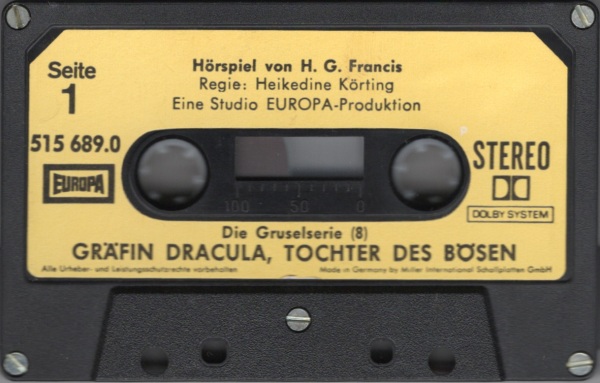 Seite
1
Hörspiel von H. G. Francis
Regie: Heikedine Körting
Eine Studio EUROPA-Produktion
515 689.0
EUROPA
STEREO
DOLBY SYSTEM
100 50 0
Die Gruselserie (8)
GRÄFIN DRACULA, TOCHTER DES BÖSEN
Alle Urheber- und Leistungsschutzrechte vorbehalten
Made in Germany by Miller International Schallplatten GmbH